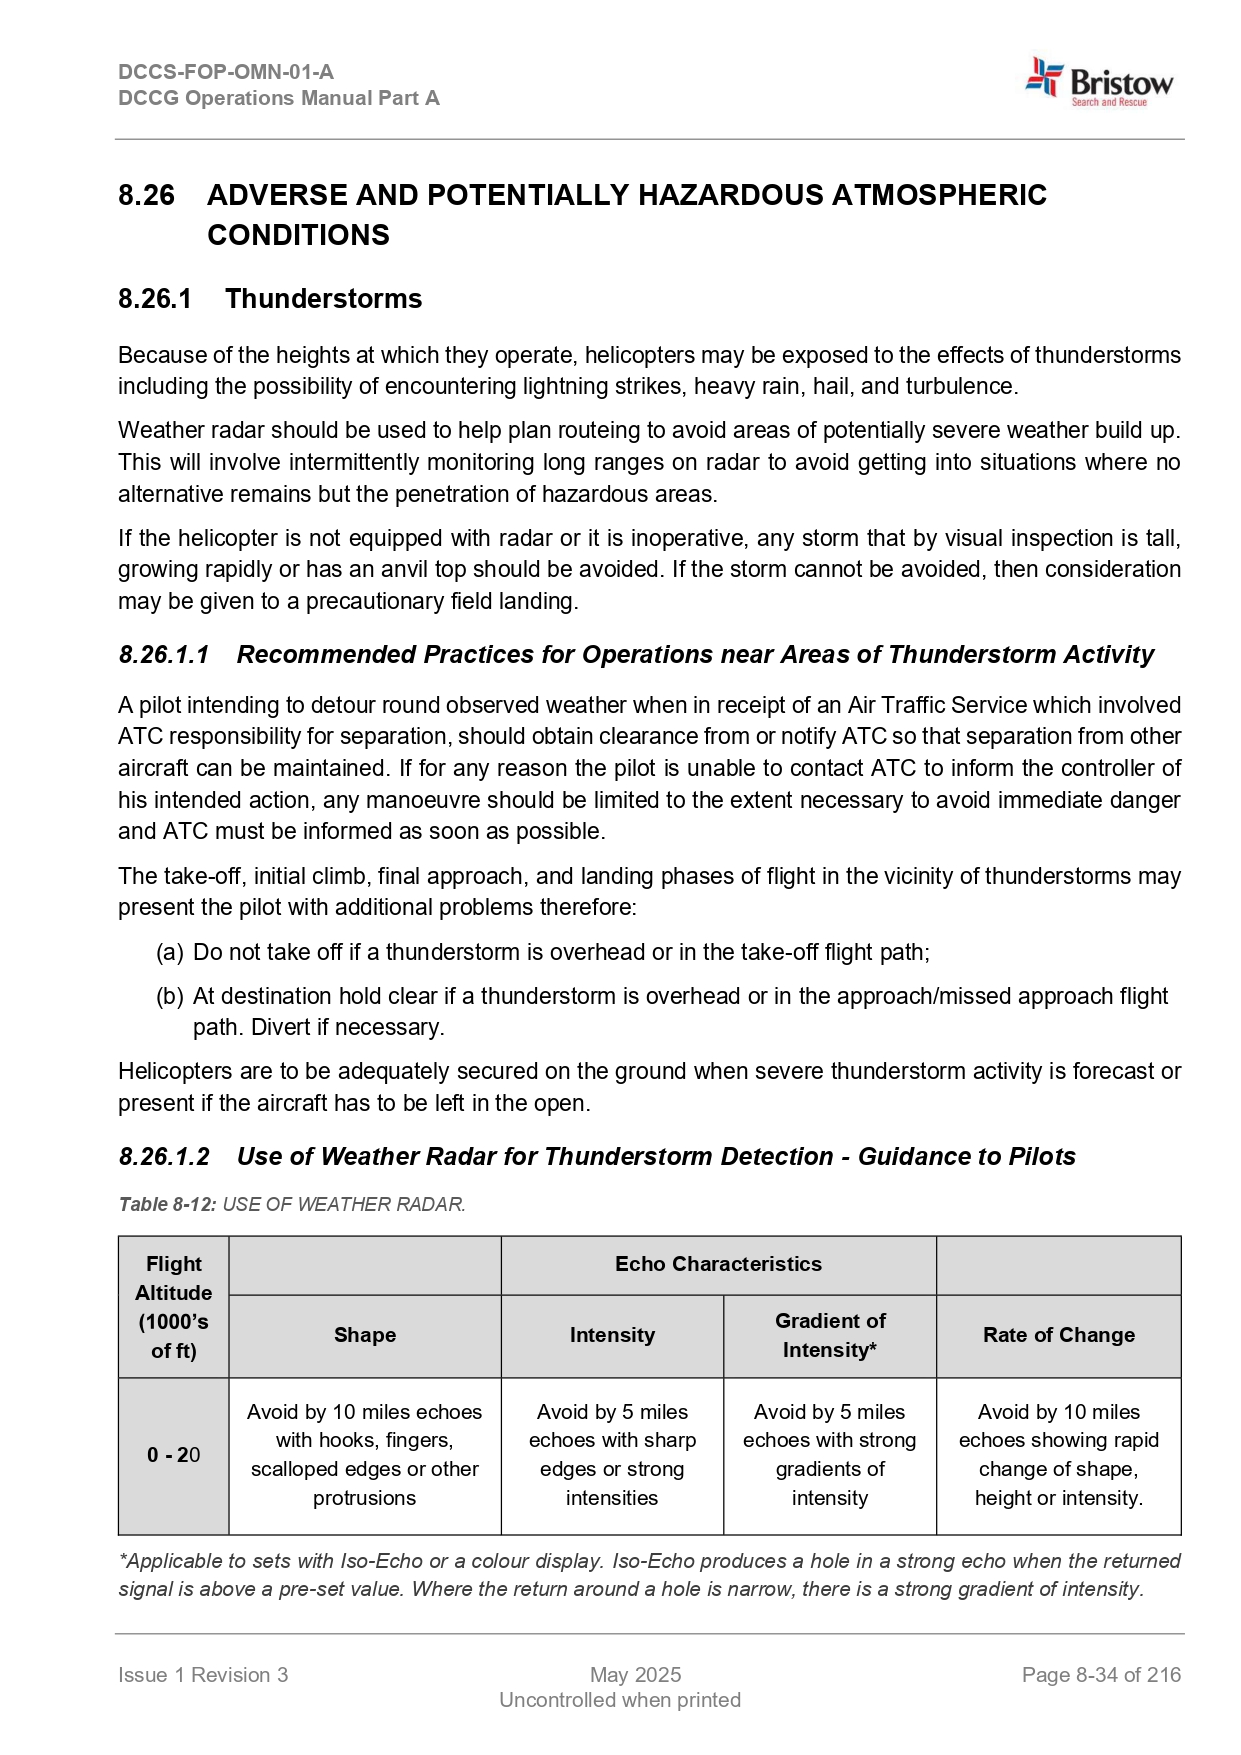 DCCS-FOP-OMN-01-A
DCCG Operations Manual Part A
Bristow
Search and Rescue
8.26 ADVERSE AND POTENTIALLY HAZARDOUS ATMOSPHERIC
CONDITIONS
8.26.1 Thunderstorms
Because of the heights at which they operate, helicopters may be exposed to the effects of thunderstorms
including the possibility of encountering lightning strikes, heavy rain, hail, and turbulence.
Weather radar should be used to help plan routeing to avoid areas of potentially severe weather build up.
This will involve intermittently monitoring long ranges on radar to avoid getting into situations where no
alternative remains but the penetration of hazardous areas.
If the helicopter is not equipped with radar or it is inoperative, any storm that by visual inspection is tall,
growing rapidly or has an anvil top should be avoided. If the storm cannot be avoided, then consideration
may be given to a precautionary field landing.
8.26.1.1 Recommended Practices for Operations near Areas of Thunderstorm Activity
A pilot intending to detour round observed weather when in receipt of an Air Traffic Service which involved
ATC responsibility for separation, should obtain clearance from or notify ATC so that separation from other
aircraft can be maintained. If for any reason the pilot is unable to contact ATC to inform the controller of
his intended action, any manoeuvre should be limited to the extent necessary to avoid immediate danger
and ATC must be informed as soon as possible.
The take-off, initial climb, final approach, and landing phases of flight in the vicinity of thunderstorms may
present the pilot with additional problems therefore:
(a) Do not take off if a thunderstorm is overhead or in the take-off flight path;
(b) At destination hold clear if a thunderstorm is overhead or in the approach/missed approach flight
path. Divert if necessary.
Helicopters are to be adequately secured on the ground when severe thunderstorm activity is forecast or
present if the aircraft has to be left in the open.
8.26.1.2 Use of Weather Radar for Thunderstorm Detection - Guidance to Pilots
Table 8-12: USE OF WEATHER RADAR.
Flight
Altitude
(1000's
of ft)
Echo Characteristics
Shape
Intensity
Gradient of
Intensity*
Rate of Change
0 - 20
Avoid by 10 miles echoes
with hooks, fingers,
scalloped edges or other
protrusions
Avoid by 5 miles
echoes with sharp
edges or strong
intensities
Avoid by 5 miles
echoes with strong
gradients of
intensity
Avoid by 10 miles
echoes showing rapid
change of shape,
height or intensity.
*Applicable to sets with Iso-Echo or a colour display. Iso-Echo produces a hole in a strong echo when the returned
signal is above a pre-set value. Where the return around a hole is narrow, there is a strong gradient of intensity.
Issue 1 Revision 3
May 2025
Page 8-34 of 216
Uncontrolled when printed